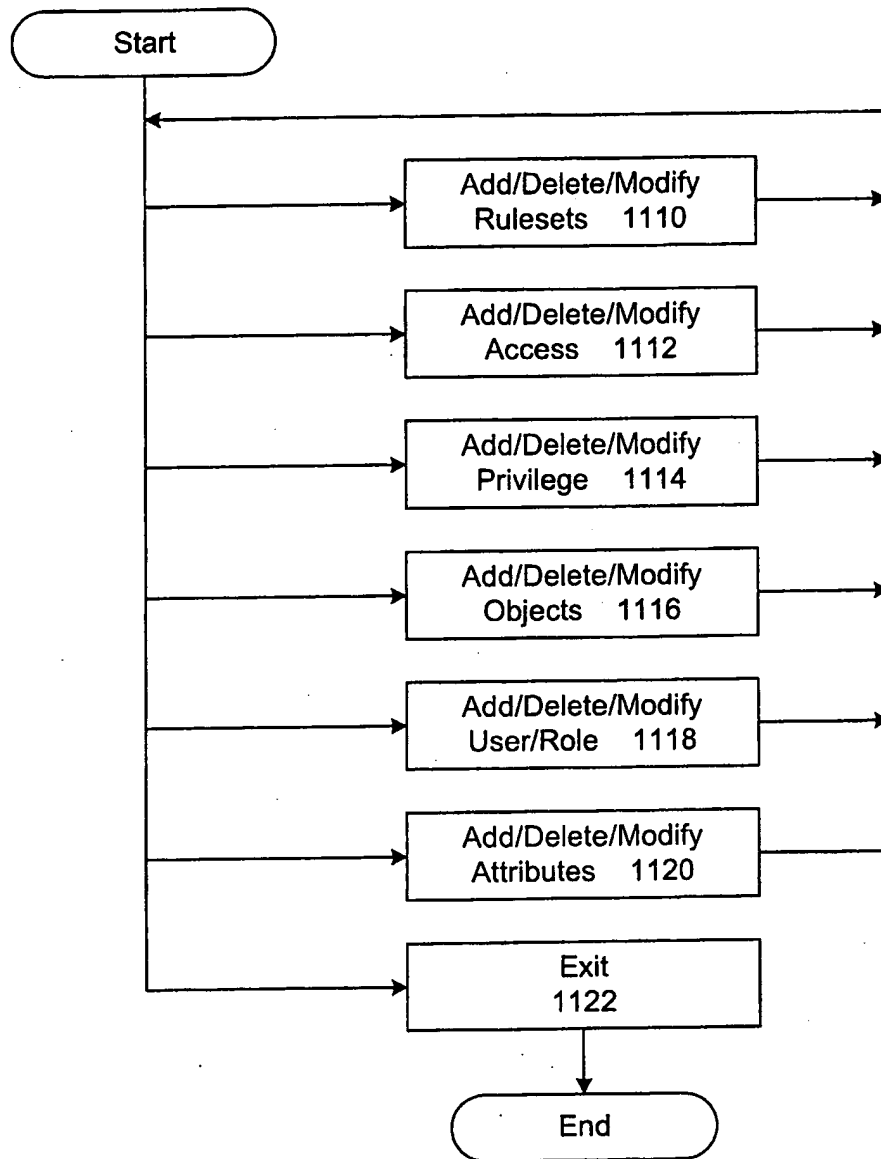 Start
Add/Delete/Modify
Rulesets 1110
Add/Delete/Modify
Access 1112
Add/Delete/Modify
Privilege 1114
Add/Delete/Modify
Objects 1116
Add/Delete/Modify
User/Role 1118
Add/Delete/Modify
Attributes 1120
Exit
1122
End